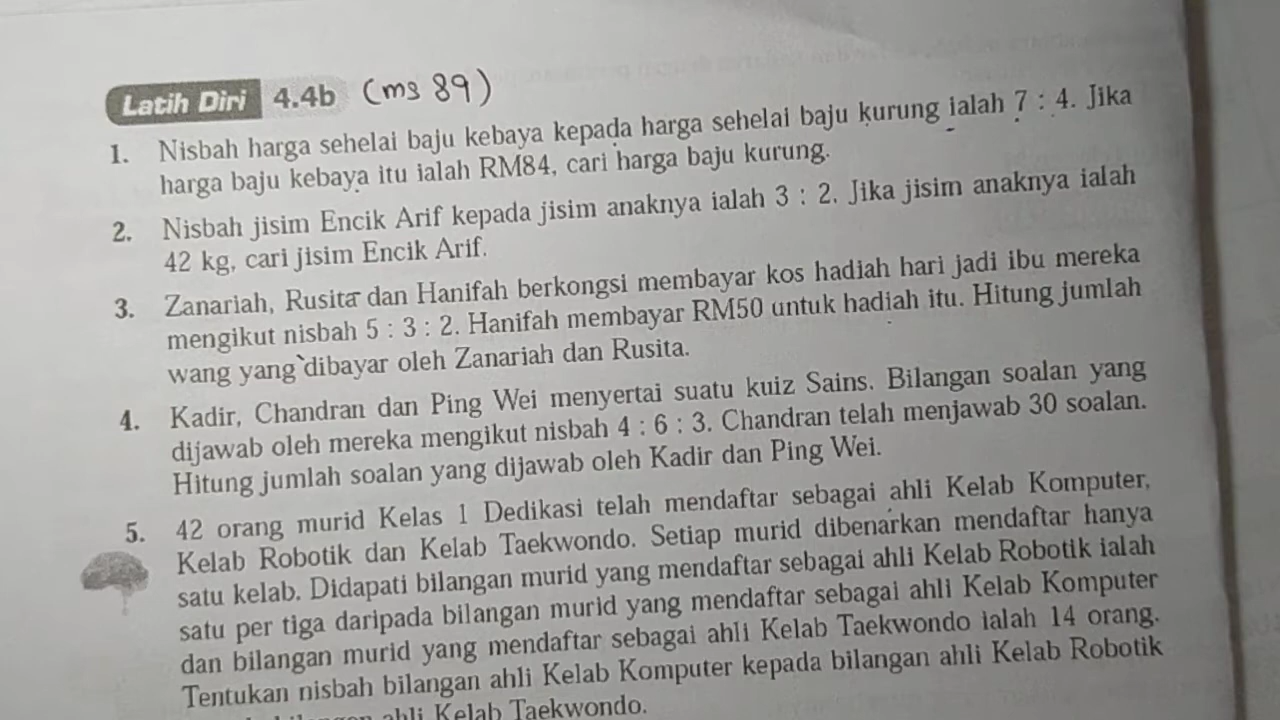 Latih Diri 4.4b (ms 89)
1. Nisbah harga sehelai baju kebaya kepada harga sehelai baju kurung ialah 7 : 4. Jika
harga baju kebaya itu ialah RM84, cari harga baju kurung.
2. Nisbah jisim Encik Arif kepada jisim anaknya ialah 3 : 2. Jika jisim anaknya ialah
42 kg, cari jisim Encik Arif.
3. Zanariah, Rusita dan Hanifah berkongsi membayar kos hadiah hari jadi ibu mereka
mengikut nisbah 5 : 3 : 2. Hanifah membayar RM50 untuk hadiah itu. Hitung jumlah
wang yang dibayar oleh Zanariah dan Rusita.
4. Kadir, Chandran dan Ping Wei menyertai suatu kuiz Sains. Bilangan soalan yang
dijawab oleh mereka mengikut nisbah 4 : 6 : 3. Chandran telah menjawab 30 soalan.
Hitung jumlah soalan yang dijawab oleh Kadir dan Ping Wei.
5. 42 orang murid Kelas 1 Dedikasi telah mendaftar sebagai ahli Kelab Komputer,
Kelab Robotik dan Kelab Taekwondo. Setiap murid dibenarkan mendaftar hanya
satu kelab. Didapati bilangan murid yang mendaftar sebagai ahli Kelab Robotik ialah
satu per tiga daripada bilangan murid yang mendaftar sebagai ahli Kelab Komputer
dan bilangan murid yang mendaftar sebagai ahli Kelab Taekwondo ialah 14 orang.
Tentukan nisbah bilangan ahli Kelab Komputer kepada bilangan ahli Kelab Robotik
ahli Kelab Taekwondo.